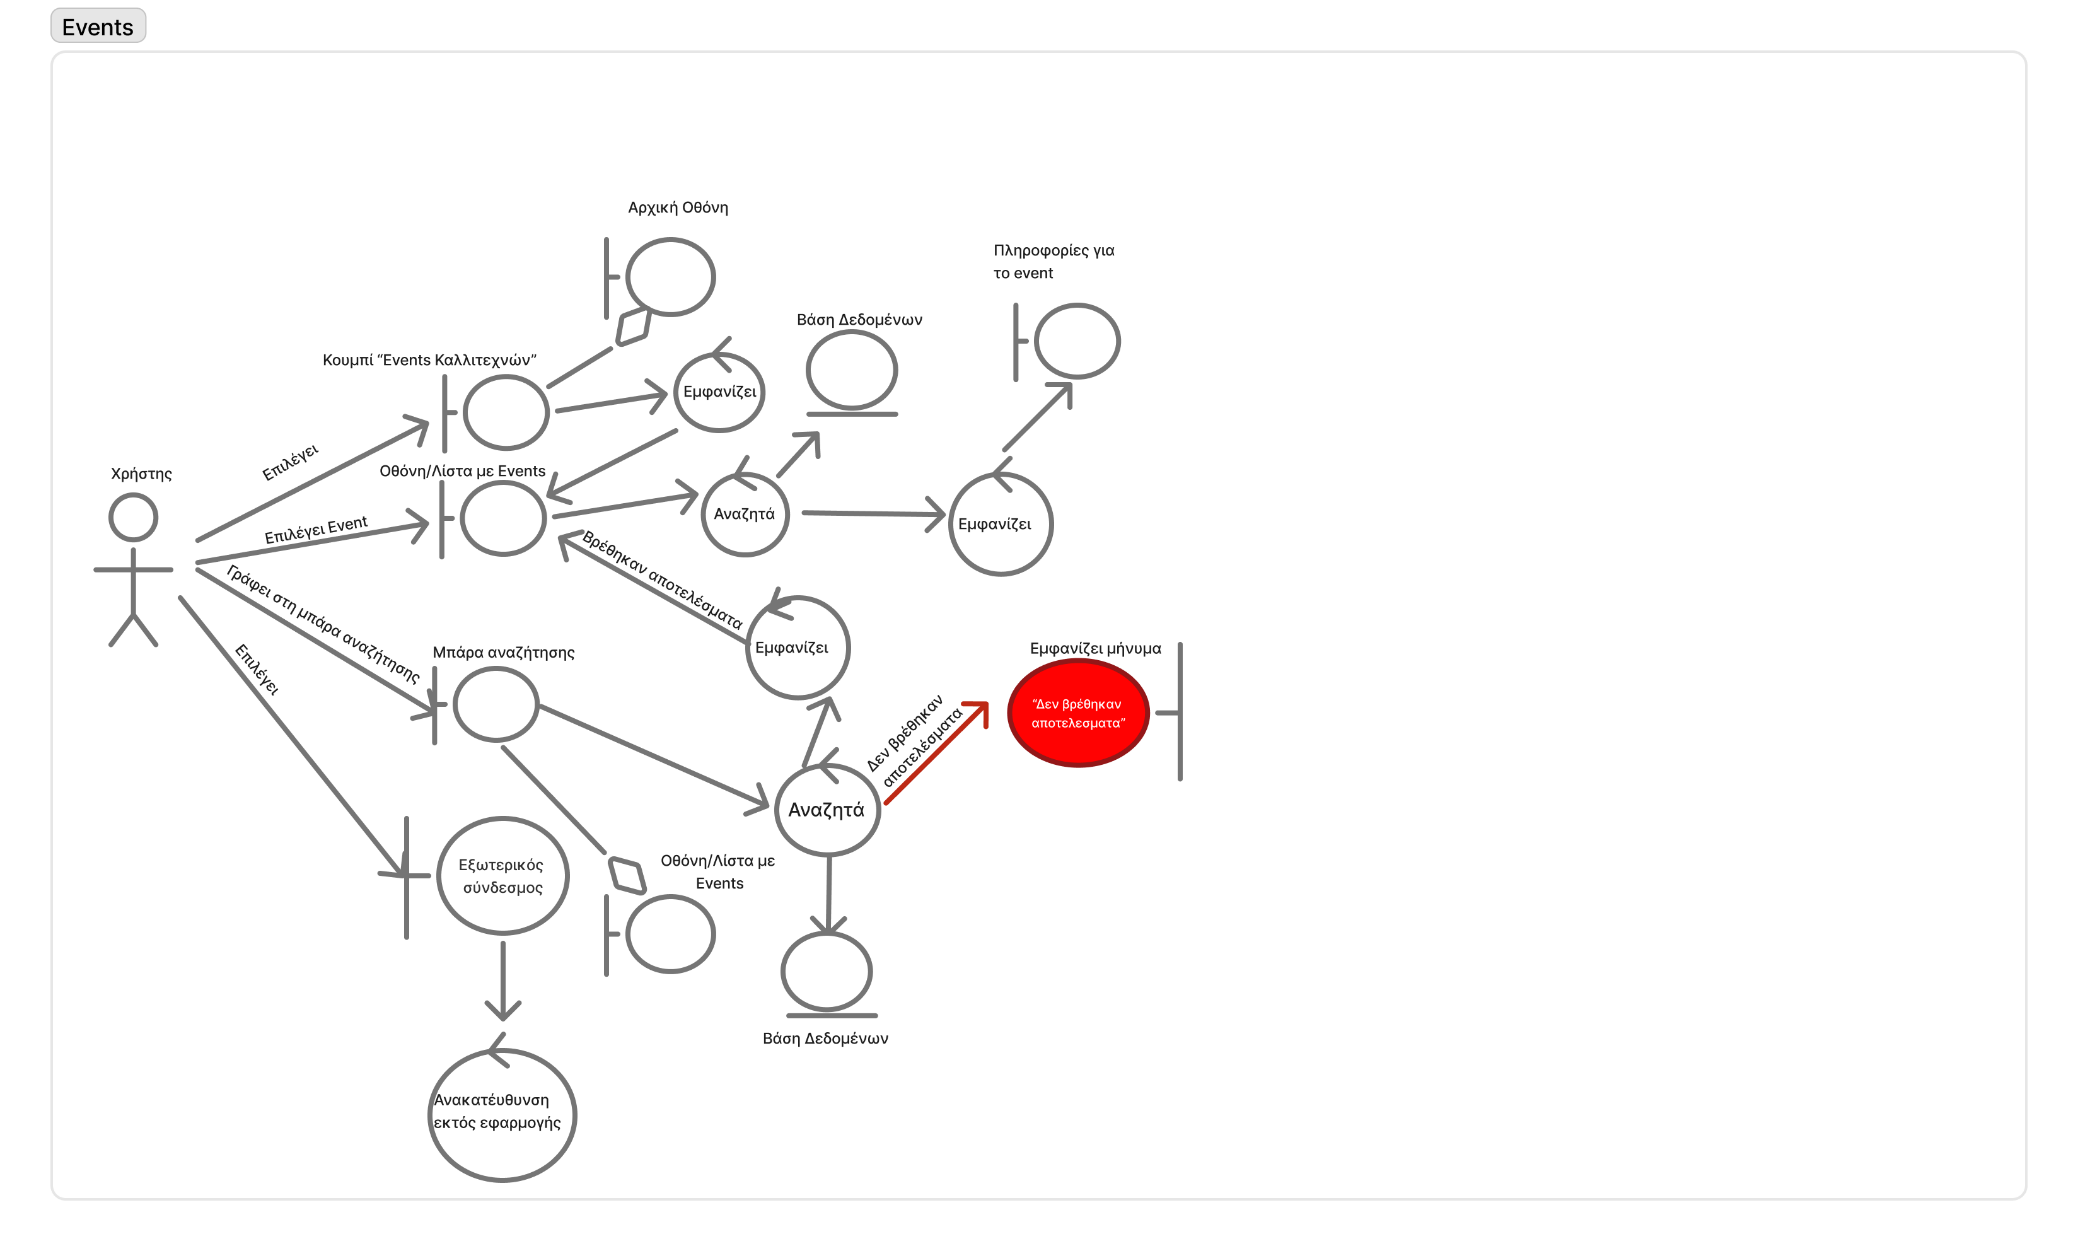 Events
Αρχική Οθόνη
Πληροφορίες για
το event
Βάση Δεδομένων
Κουμπί “Events Καλλιτεχνών”
Εμφανίζει
Επιλέγει
Χρήστης
Οθόνη/Λίστα με Events
Επιλέγει Event
Αναζητά
Εμφανίζει
Βρέθηκαν αποτελέσματα
Γράφει στη μπάρα αναζήτησης
Επιλέγει
Μπάρα αναζήτησης
Εμφανίζει
Εμφανίζει μήνυμα
“Δεν βρέθηκαν
αποτελεσματα”
Δεν βρέθηκαν
αποτελέσματα
Αναζητά
Εξωτερικός
σύνδεσμος
Οθόνη/Λίστα με
Events
Βάση Δεδομένων
Ανακατέυθυνση
εκτός εφαρμογής